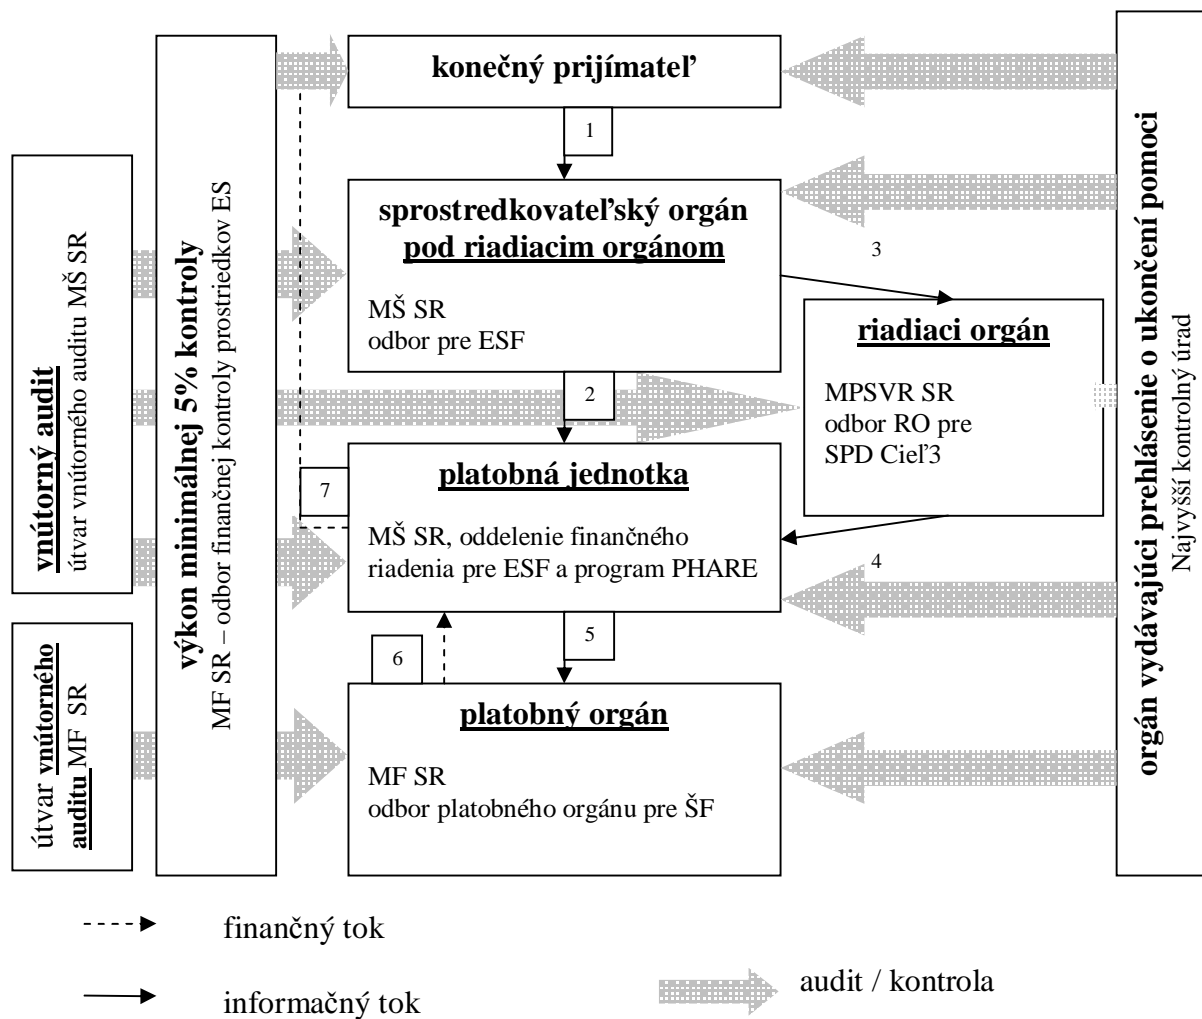 konečný prijímateľ
1
sprostredkovateľský orgán
pod riadiacim orgánom
MŠ SR
odbor pre ESF
3
riadiaci orgán
MPSVR SR
odbor RO pre
SPD Cieľ3
2
platobná jednotka
MŠ SR, oddelenie finančného
riadenia pre ESF a program PHARE
7
4
5
6
platobný orgán
MF SR
odbor platobného orgánu pre ŠF
vnútorný audit
útvar vnútorného auditu MŠ SR
útvar vnútorného
auditu MF SR
výkon minimálnej 5% kontroly
MF SR – odbor finančnej kontroly prostriedkov ES
orgán vydávajúci prehlásenie o ukončení pomoci
Najvyšší kontrolný úrad
finančný tok
informačný tok
audit / kontrola